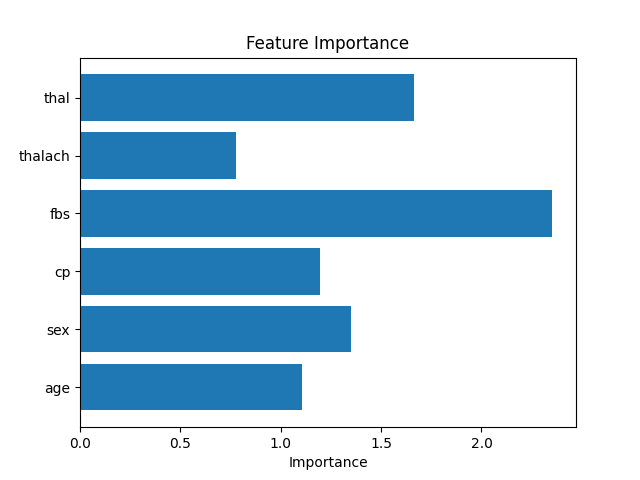 Feature Importance
thal
thalach
fbs
cp
sex
age
0.0 0.5 1.0 1.5 2.0
Importance